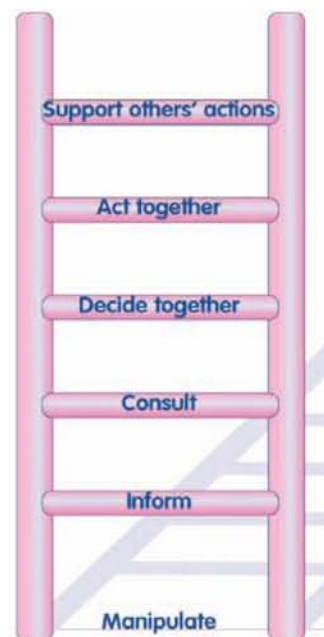 Support others’ actions
Act together
Decide together
Consult
Inform
Manipulate